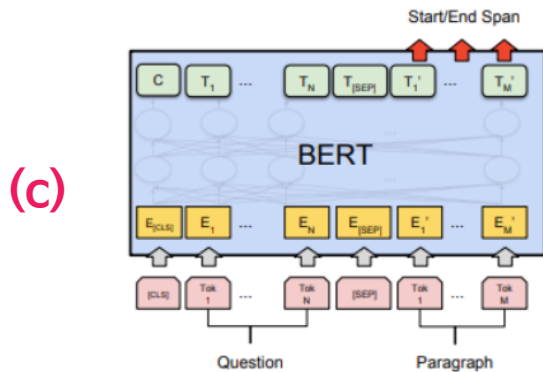 Start/End Span
C T1 ... TN T[SEP] T1' ... TM'
BERT
(c)
E[CLS] E1 ... EN E[SEP] E1' ... EM'
[CLS] Tok 1 ... Tok N [SEP] Tok 1 ... Tok M
Question Paragraph